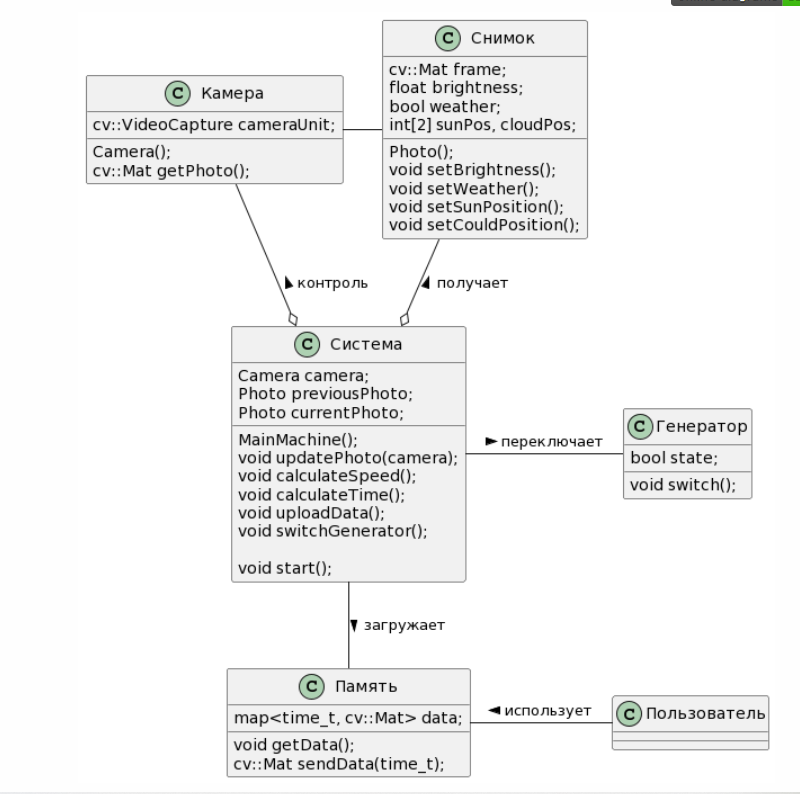 C Камера
cv::VideoCapture cameraUnit;
Camera();
cv::Mat getPhoto();
C Снимок
cv::Mat frame;
float brightness;
bool weather;
int[2] sunPos, cloudPos;
Photo();
void setBrightness();
void setWeather();
void setSunPosition();
void setCouldPosition();
контроль
получает
C Система
Camera camera;
Photo previousPhoto;
Photo currentPhoto;
MainMachine();
void updatePhoto(camera);
void calculateSpeed();
void calculateTime();
void uploadData();
void switchGenerator();
void start();
переключает
C Генератор
bool state;
void switch();
загружает
C Память
map<time_t, cv::Mat> data;
void getData();
cv::Mat sendData(time_t);
использует
C Пользователь